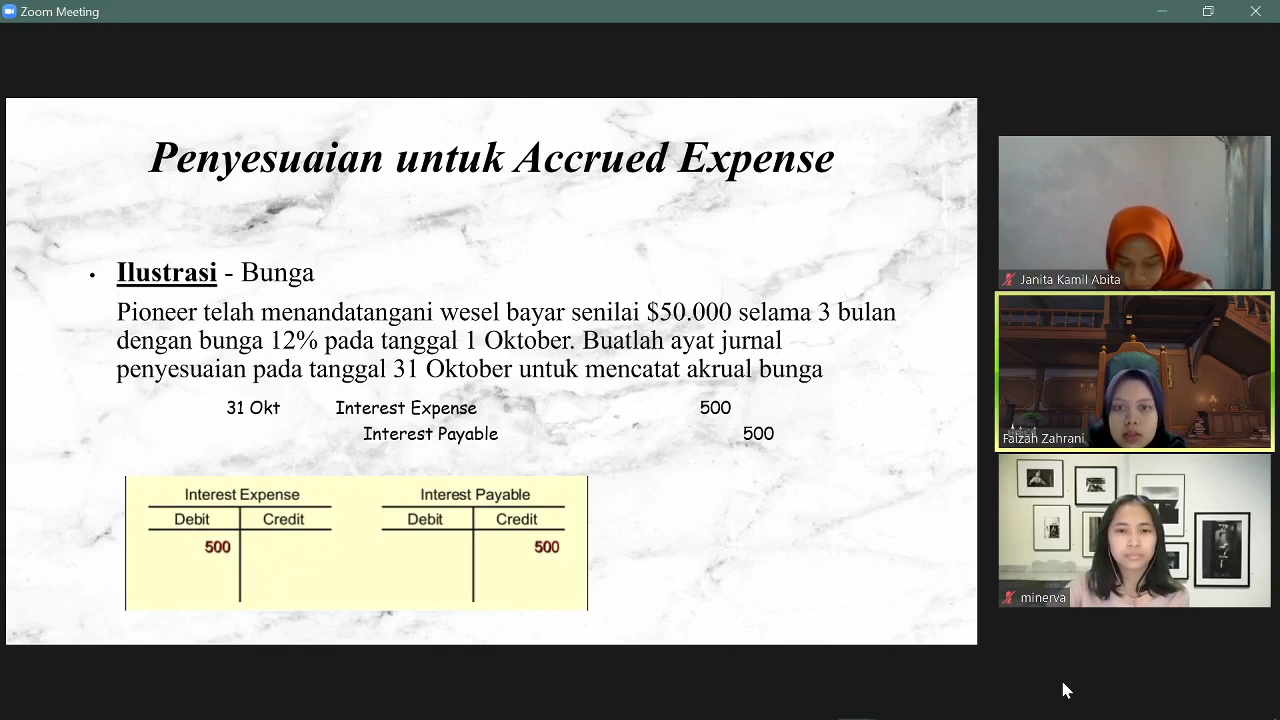 Zoom Meeting
Penyesuaian untuk Accrued Expense
• Ilustrasi - Bunga
Pioneer telah menandatangani wesel bayar senilai $50.000 selama 3 bulan
dengan bunga 12% pada tanggal 1 Oktober. Buatlah ayat jurnal
penyesuaian pada tanggal 31 Oktober untuk mencatat akrual bunga
31 Okt Interest Expense 500
Interest Payable 500
Interest Expense
Debit Credit
500
Interest Payable
Debit Credit
500
Janita Kamil Abita
Faizah Zahrani
minerva